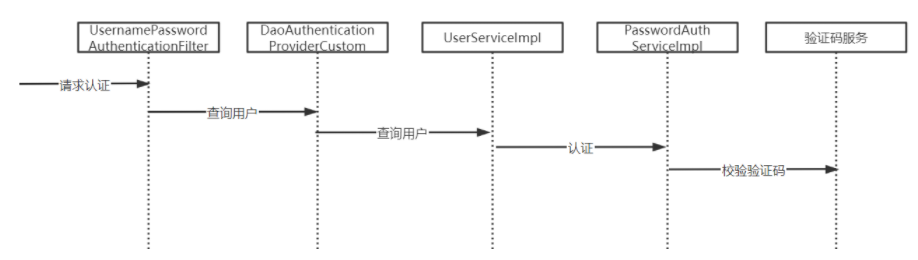 UsernamePassword
AuthenticationFilter
DaoAuthentication
ProviderCustom
UserServiceImpl
PasswordAuth
ServiceImpl
验证码服务
请求认证
查询用户
查询用户
认证
校验验证码